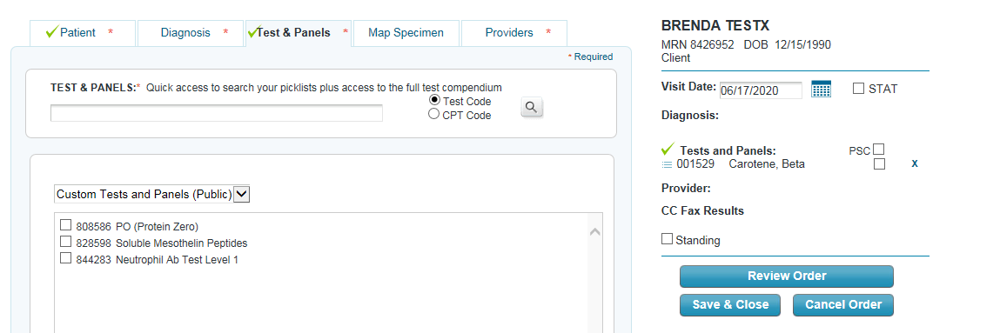 Patient *
Diagnosis *
Test & Panels *
Map Specimen
Providers *
* Required
TEST & PANELS:* Quick access to search your picklists plus access to the full test compendium
Test Code
CPT Code
Custom Tests and Panels (Public)
808586 PO (Protein Zero)
828598 Soluble Mesothelin Peptides
844283 Neutrophil Ab Test Level 1
BRENDA TESTX
MRN 8426952 DOB 12/15/1990
Client
Visit Date: 06/17/2020 STAT
Diagnosis:
Tests and Panels: PSC
001529 Carotene, Beta X
Provider:
CC Fax Results
Standing
Review Order
Save & Close Cancel Order